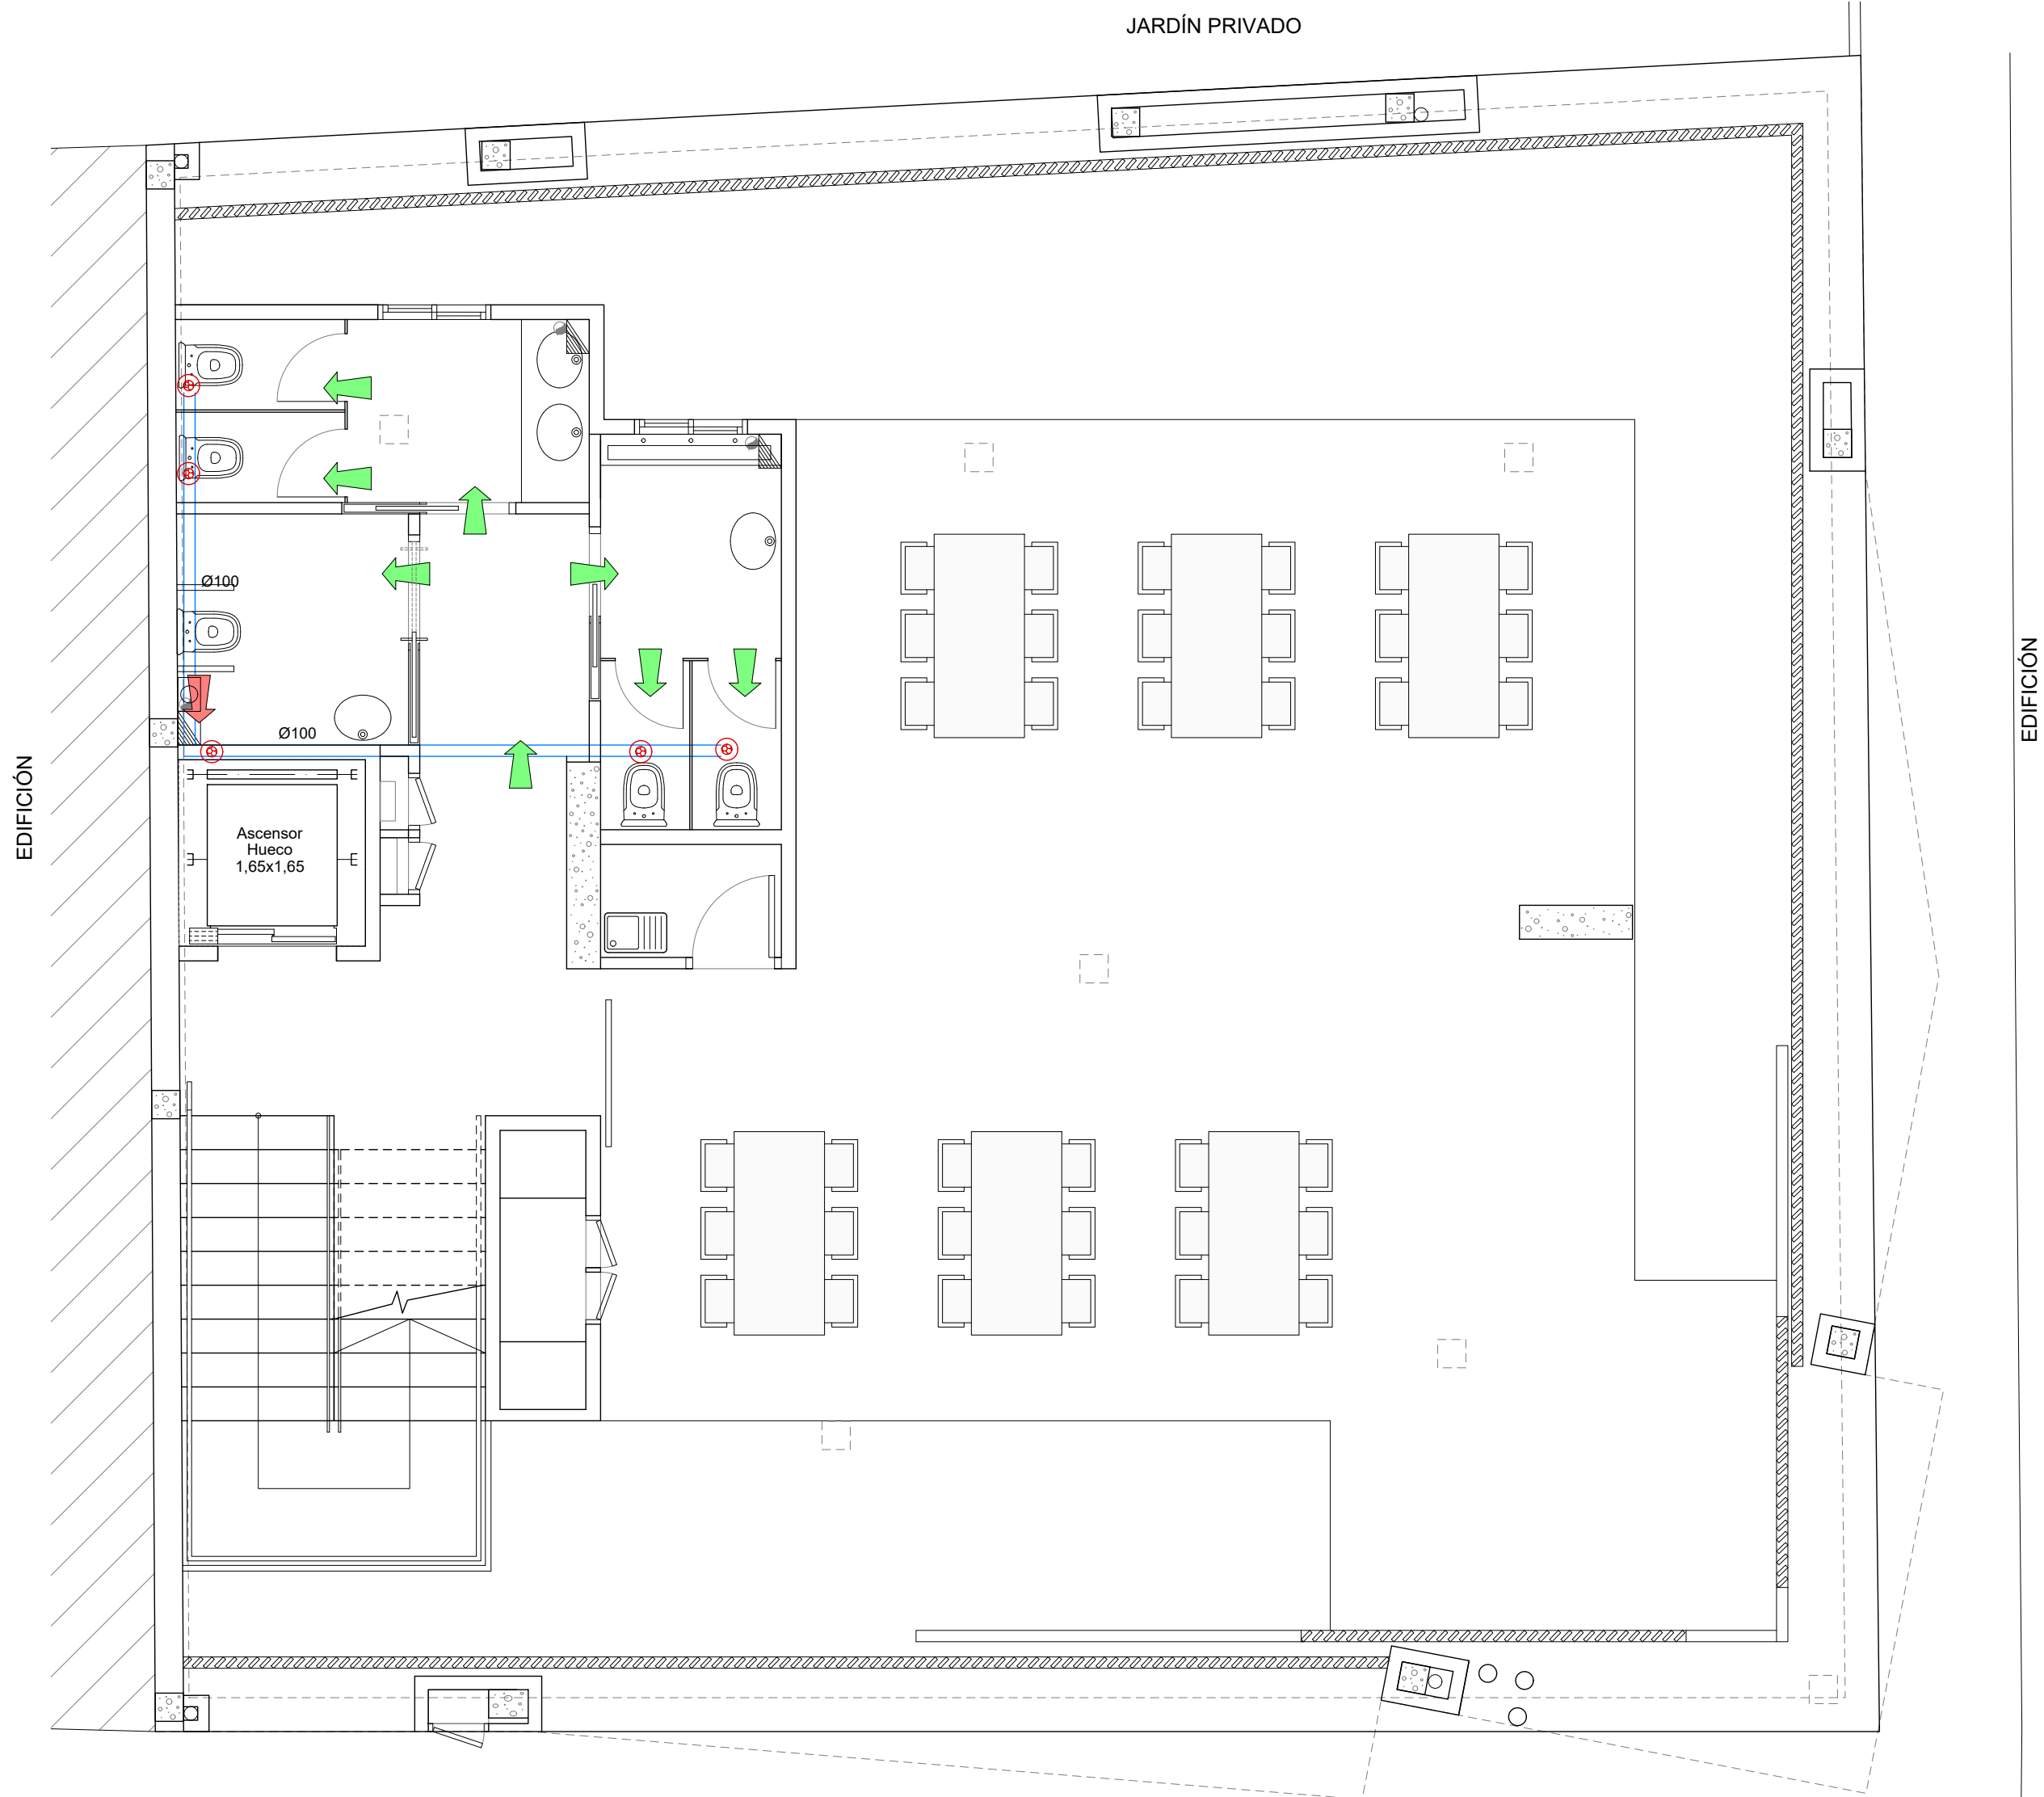 JARDÍN PRIVADO
Ø100
Ø100
Ascensor
Hueco
1,65x1,65
EDIFICIÓN
EDIFICIÓN